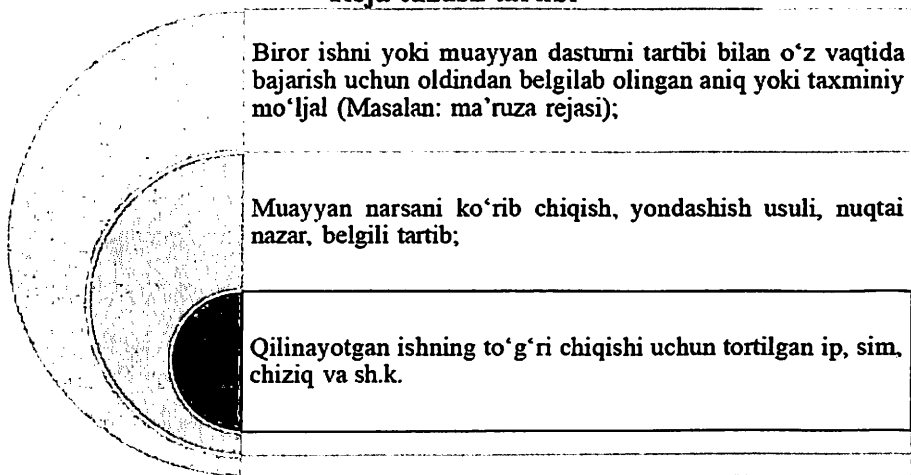 Biror ishni yoki muayyan dasturni tartibi bilan o‘z vaqtida
bajarish uchun oldindan belgilab olingan aniq yoki taxminiy
mo‘ljal (Masalan: ma’ruza rejasi);
Muayyan narsani ko‘rib chiqish, yondashish usuli, nuqtai
nazar, belgili tartib;
Qilinayotgan ishning to‘g‘ri chiqishi uchun tortilgan ip, sim,
chiziq va sh.k.